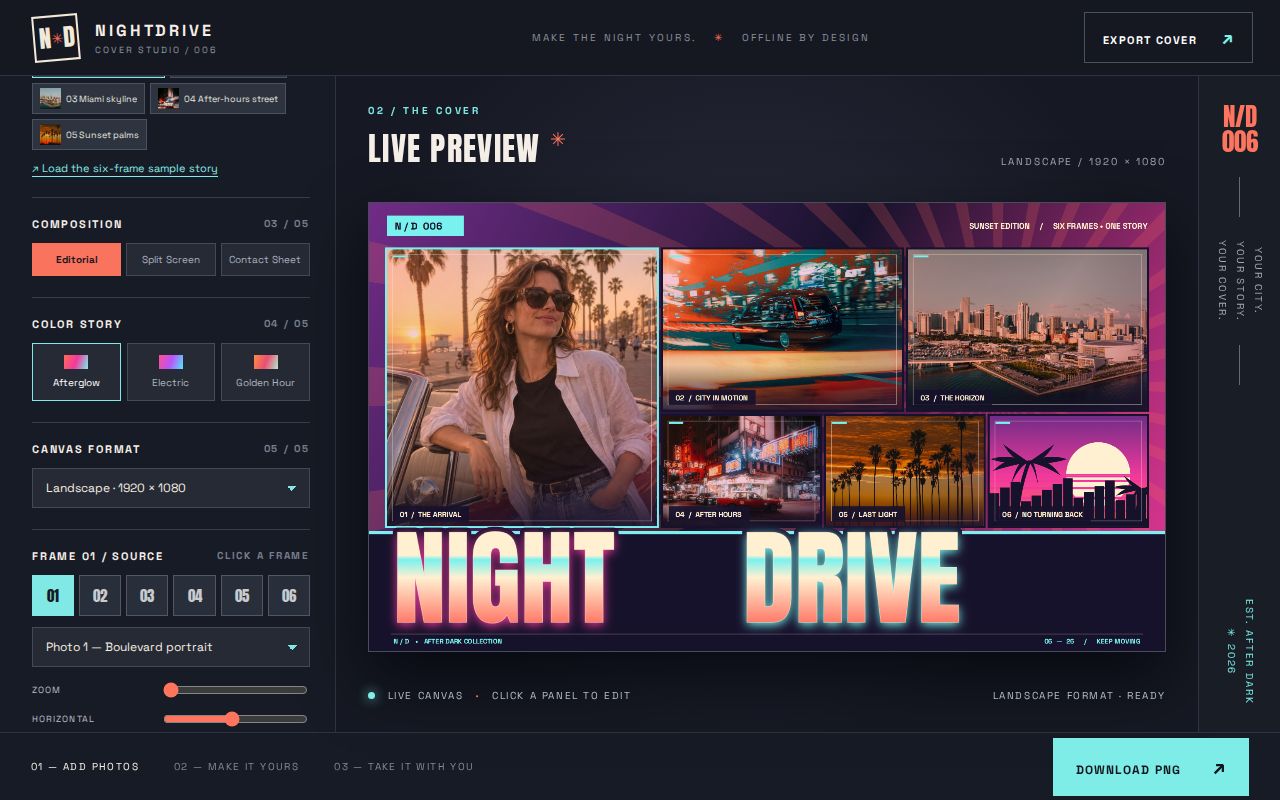 N✳D
NIGHTDRIVE
COVER STUDIO / 006
MAKE THE NIGHT YOURS. ✳ OFFLINE BY DESIGN
EXPORT COVER ↗
03 Miami skyline
04 After-hours street
05 Sunset palms
↗ Load the six-frame sample story
COMPOSITION 03 / 05
Editorial
Split Screen
Contact Sheet
COLOR STORY 04 / 05
Afterglow
Electric
Golden Hour
CANVAS FORMAT 05 / 05
Landscape · 1920 × 1080
FRAME 01 / SOURCE CLICK A FRAME
01 02 03 04 05 06
Photo 1 — Boulevard portrait
ZOOM
HORIZONTAL
02 / THE COVER
LIVE PREVIEW ✳
LANDSCAPE / 1920 × 1080
N/D 006
SUNSET EDITION / SIX FRAMES • ONE STORY
01 / THE ARRIVAL
02 / CITY IN MOTION
03 / THE HORIZON
04 / AFTER HOURS
05 / LAST LIGHT
06 / NO TURNING BACK
NIGHT DRIVE
N/D • AFTER DARK COLLECTION
06 — 26 / KEEP MOVING
LIVE CANVAS · CLICK A PANEL TO EDIT
LANDSCAPE FORMAT · READY
N/D
006
YOUR CITY.
YOUR STORY.
YOUR COVER.
EST. AFTER DARK
✳ 2026
01 — ADD PHOTOS
02 — MAKE IT YOURS
03 — TAKE IT WITH YOU
DOWNLOAD PNG ↗